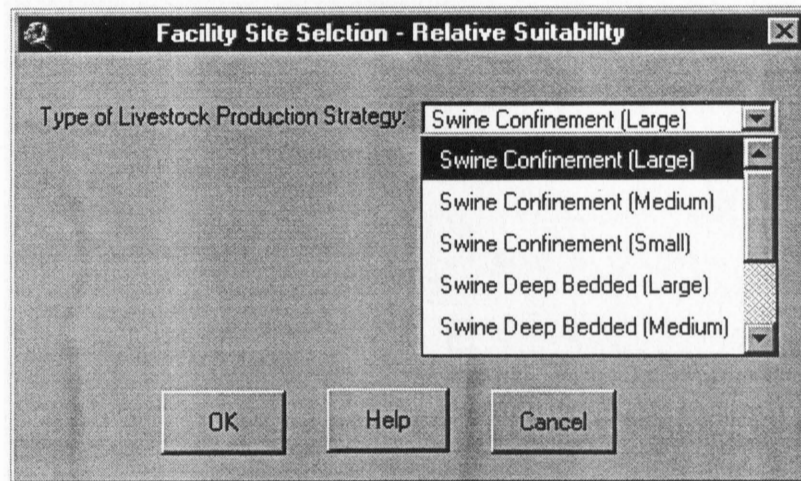 Facility Site Selction - Relative Suitability
Type of Livestock Production Strategy: Swine Confinement (Large)
Swine Confinement (Large)
Swine Confinement (Medium)
Swine Confinement (Small)
Swine Deep Bedded (Large)
Swine Deep Bedded (Medium)
OK Help Cancel